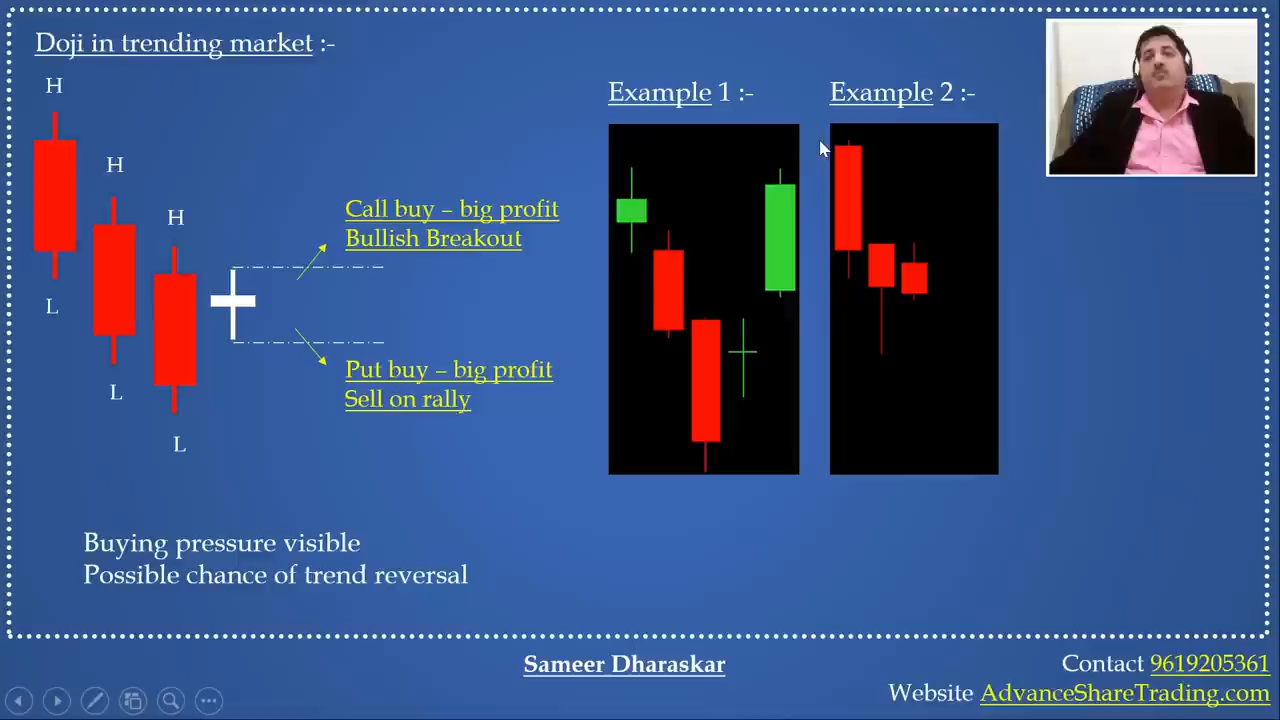 Doji in trending market :-
H
H
H
L
L
L
Call buy – big profit
Bullish Breakout
Put buy – big profit
Sell on rally
Example 1 :-
Example 2 :-
Buying pressure visible
Possible chance of trend reversal
Sameer Dharaskar
Contact 9619205361
Website AdvanceShareTrading.com